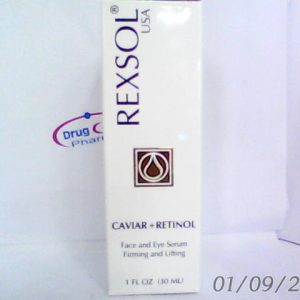 REXSOL®
USA
Drug
Phar
CAVIAR + RETINOL
Face and Eye Serum
Firming and Lifting
1 FL OZ (30 ML)
01/09/2